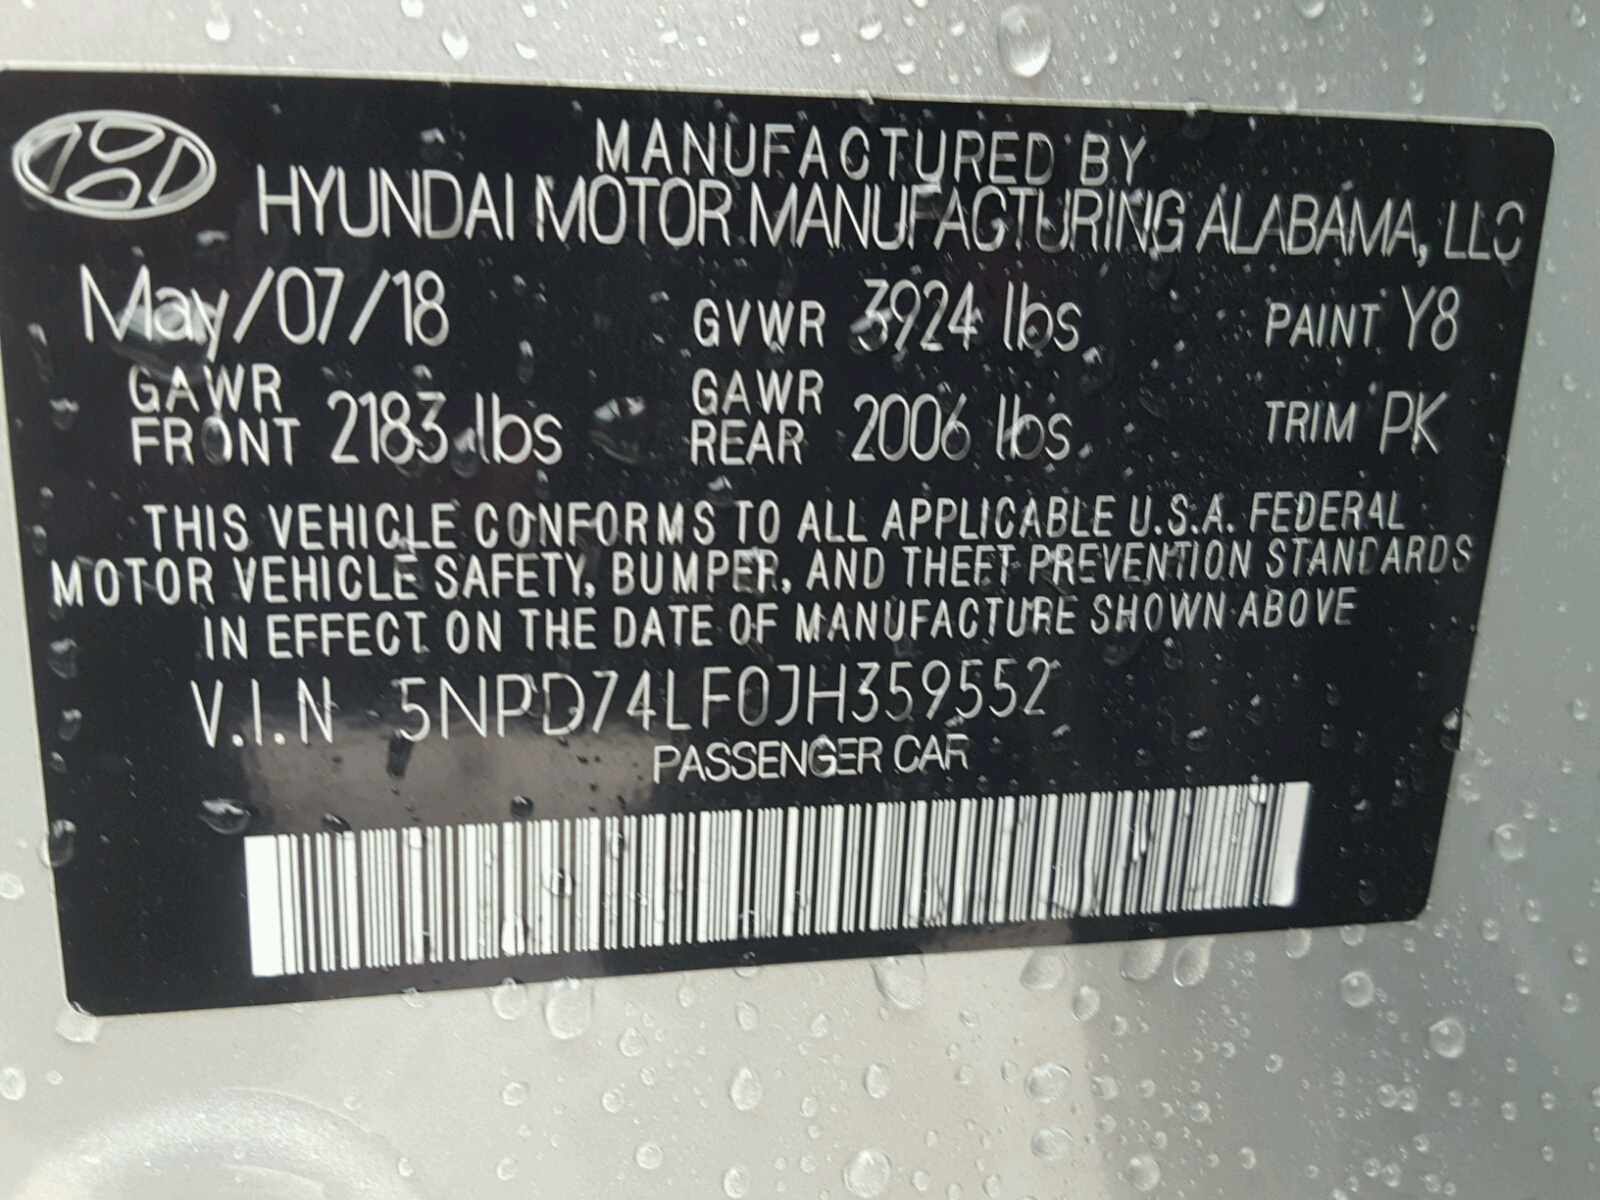 MANUFACTURED BY
HYUNDAI MOTOR MANUFACTURING ALABAMA, LLC
May/07/18 GVWR 3924 lbs PAINT Y8
GAWR FRONT 2183 lbs GAWR REAR 2006 lbs TRIM PK
THIS VEHICLE CONFORMS TO ALL APPLICABLE U.S.A. FEDERAL
MOTOR VEHICLE SAFETY, BUMPER, AND THEFT PREVENTION STANDARDS
IN EFFECT ON THE DATE OF MANUFACTURE SHOWN ABOVE
V.I.N 5NPD74LF0JH359552
PASSENGER CAR